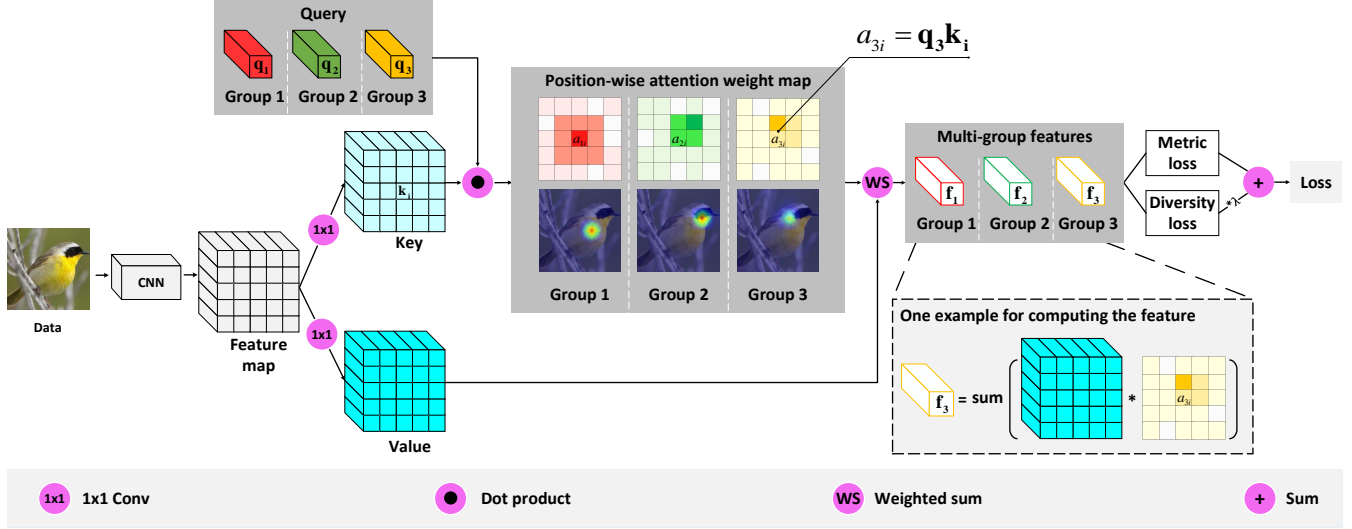 Query
q₁ q₂ q₃
Group 1 Group 2 Group 3
a₃ᵢ = q₃kᵢ
Position-wise attention weight map
a₁ᵢ a₂ᵢ a₃ᵢ
Group 1 Group 2 Group 3
kᵢ
Key
1x1
CNN
Data
Feature
map
1x1
Value
WS
Multi-group features
f₁ f₂ f₃
Group 1 Group 2 Group 3
Metric
loss
Diversity
loss
*λ
+
Loss
One example for computing the feature
f₃ = sum ( * a₃ᵢ )
1x1 1x1 Conv
Dot product
WS Weighted sum
+ Sum